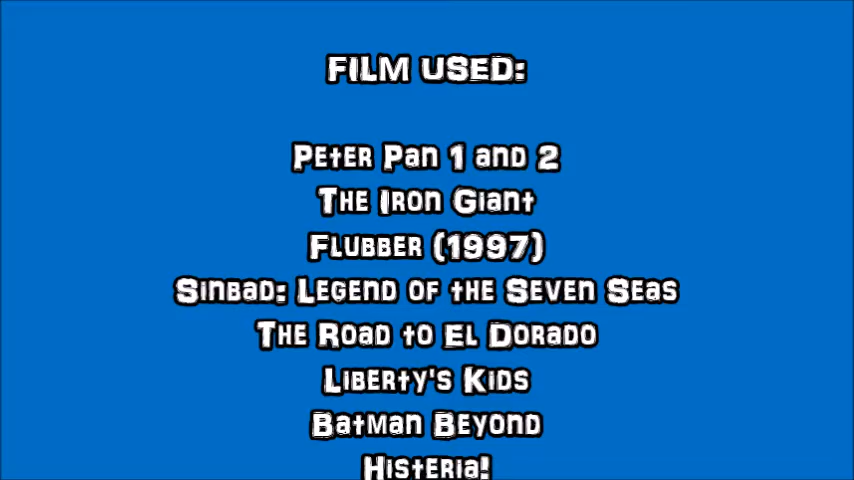 FILM USED:
Peter Pan 1 and 2
The Iron Giant
Flubber (1997)
Sinbad: Legend of the Seven Seas
The Road to El Dorado
Liberty's Kids
Batman Beyond
Histeria!